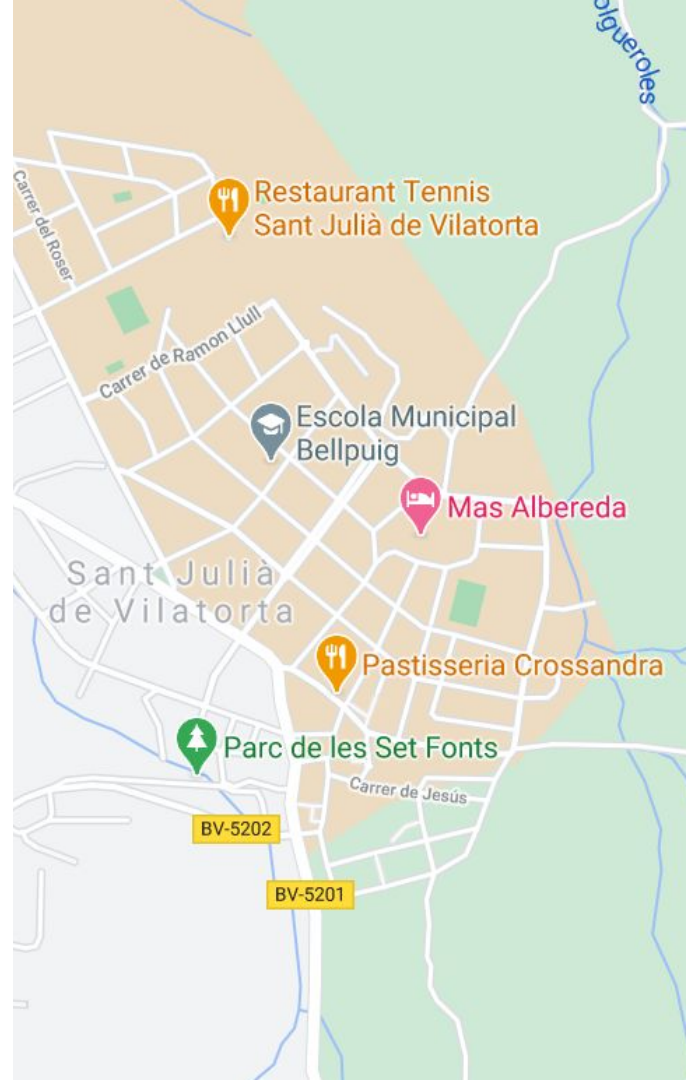 Restaurant Tennis
Sant Julià de Vilatorta
Carrer del Roser
Carrer de Ramon Llull
Escola Municipal
Bellpuig
Mas Albereda
Sant Julià
de Vilatorta
Pastisseria Crossandra
Parc de les Set Fonts
Carrer de Jesús
BV-5202
BV-5201